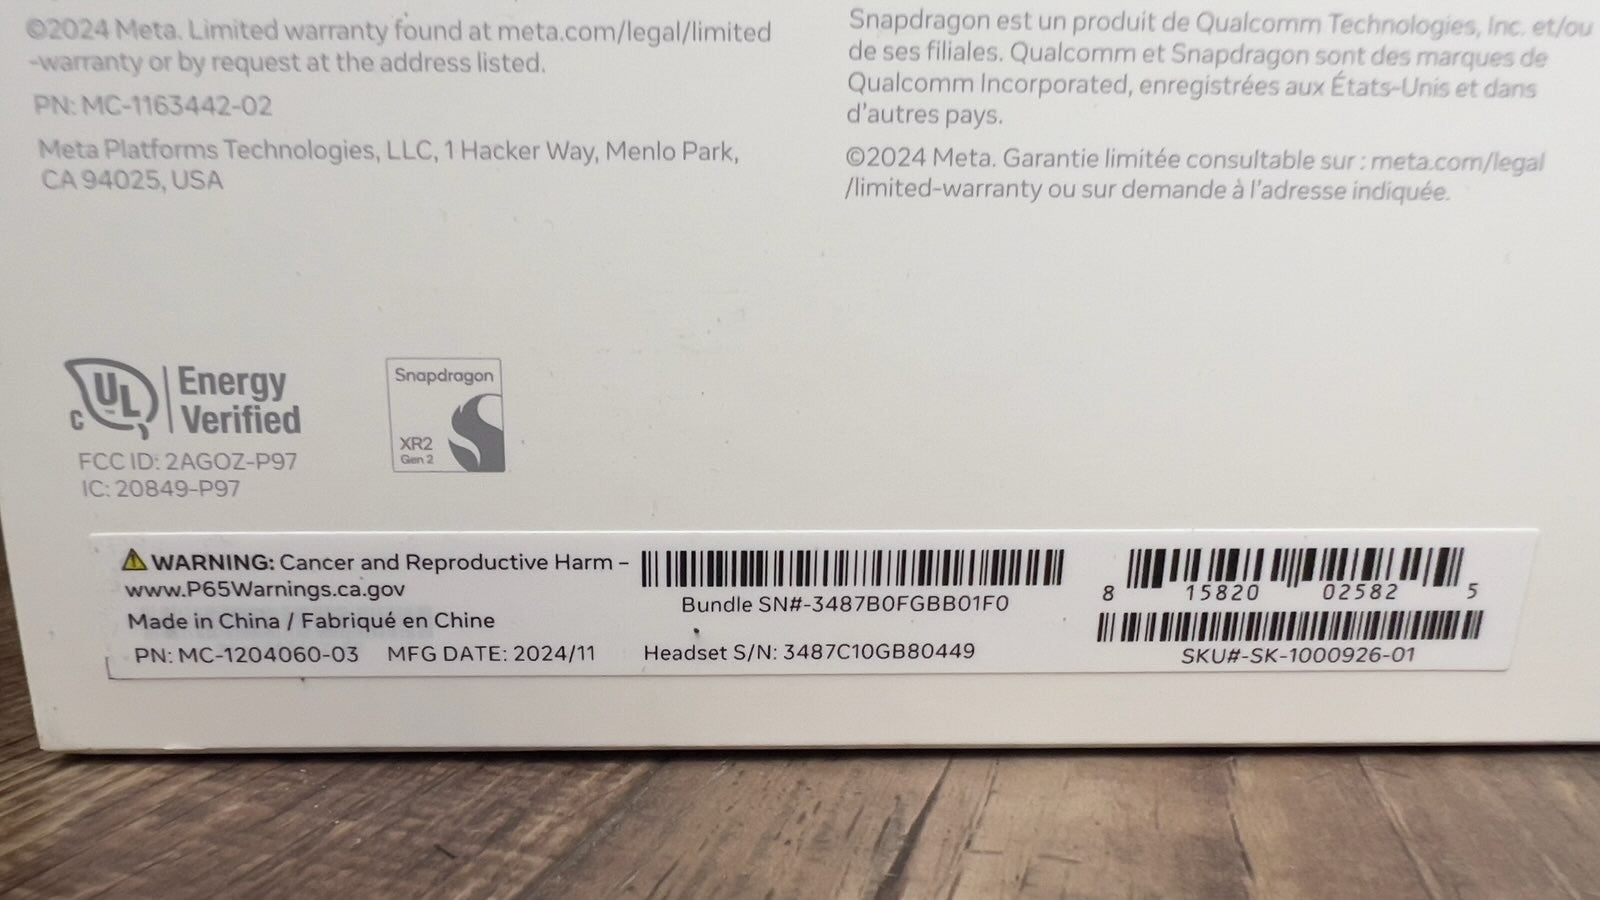 ©2024 Meta. Limited warranty found at meta.com/legal/limited
-warranty or by request at the address listed.
PN: MC-1163442-02
Meta Platforms Technologies, LLC, 1 Hacker Way, Menlo Park,
CA 94025, USA
Snapdragon est un produit de Qualcomm Technologies, Inc. et/ou
de ses filiales. Qualcomm et Snapdragon sont des marques de
Qualcomm Incorporated, enregistrées aux États-Unis et dans
d'autres pays.
©2024 Meta. Garantie limitée consultable sur : meta.com/legal
/limited-warranty ou sur demande à l'adresse indiquée.
C UL Energy
Verified
FCC ID: 2AGOZ-P97
IC: 20849-P97
Snapdragon
XR2
Gen 2
WARNING: Cancer and Reproductive Harm –
www.P65Warnings.ca.gov
Made in China / Fabriqué en Chine
PN: MC-1204060-03 MFG DATE: 2024/11
Bundle SN#-3487B0FGBB01F0
Headset S/N: 3487C10GB80449
8 15820 02582 5
SKU#-SK-1000926-01